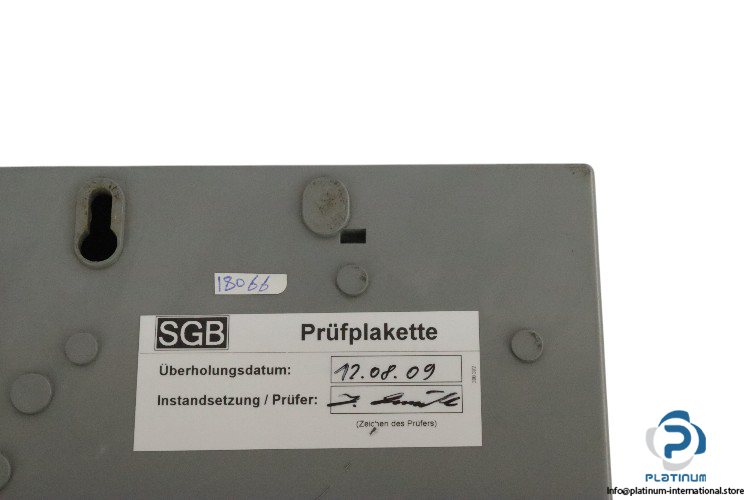 18066
SGB Prüfplakette
Überholungsdatum: 12.08.09
Instandsetzung / Prüfer:
(Zeichen des Prüfers)
PLATINUM
Info@platinum-international.store